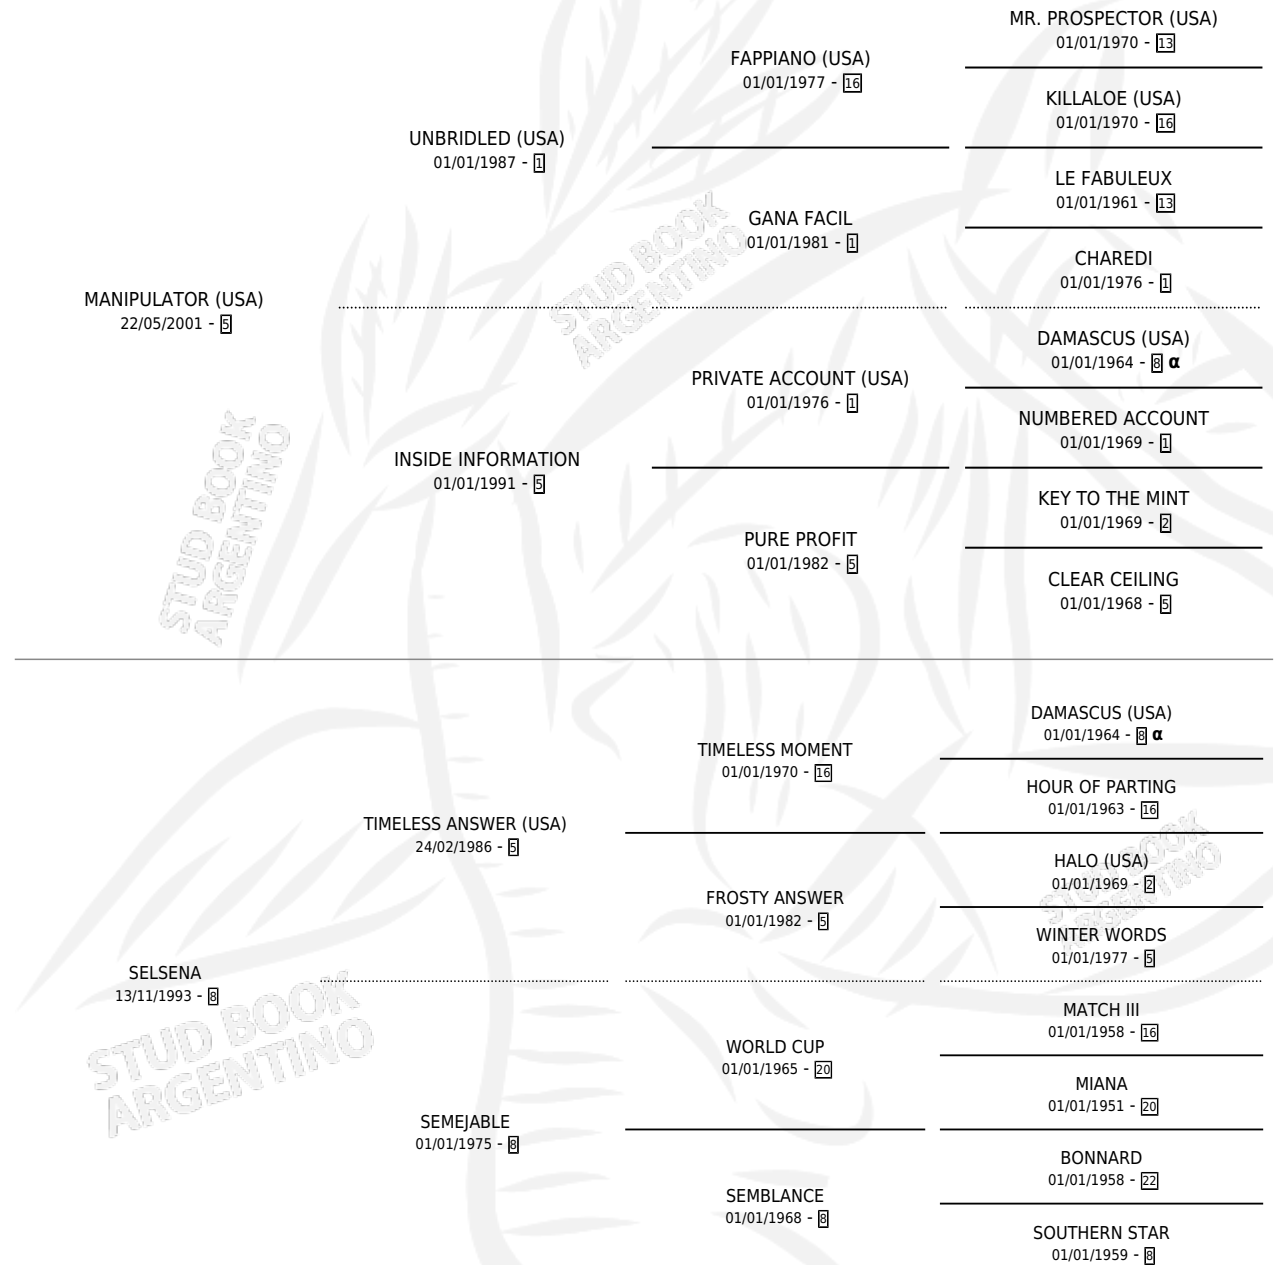 MR. PROSPECTOR (USA)
01/01/1970 - 13
FAPPIANO (USA)
01/01/1977 - 16
KILLALOE (USA)
01/01/1970 - 16
UNBRIDLED (USA)
01/01/1987 - 1
LE FABULEUX
01/01/1961 - 13
GANA FACIL
01/01/1981 - 1
CHAREDI
01/01/1976 - 1
STUD BOOK
ARGENTINO
MANIPULATOR (USA)
22/05/2001 - 5
DAMASCUS (USA)
01/01/1964 - 8 α
PRIVATE ACCOUNT (USA)
01/01/1976 - 1
NUMBERED ACCOUNT
01/01/1969 - 1
INSIDE INFORMATION
01/01/1991 - 5
KEY TO THE MINT
01/01/1969 - 2
PURE PROFIT
01/01/1982 - 5
CLEAR CEILING
01/01/1968 - 5
STUD BOOK
ARGENTINO
DAMASCUS (USA)
01/01/1964 - 8 α
TIMELESS MOMENT
01/01/1970 - 16
HOUR OF PARTING
01/01/1963 - 16
TIMELESS ANSWER (USA)
24/02/1986 - 5
HALO (USA)
01/01/1969 - 2
FROSTY ANSWER
01/01/1982 - 5
WINTER WORDS
01/01/1977 - 5
STUD BOOK
ARGENTINO
SELSENA
13/11/1993 - 8
MATCH III
01/01/1958 - 16
WORLD CUP
01/01/1965 - 20
MIANA
01/01/1951 - 20
SEMEJABLE
01/01/1975 - 8
BONNARD
01/01/1958 - 22
SEMBLANCE
01/01/1968 - 8
SOUTHERN STAR
01/01/1959 - 8
STUD BOOK
ARGENTINO